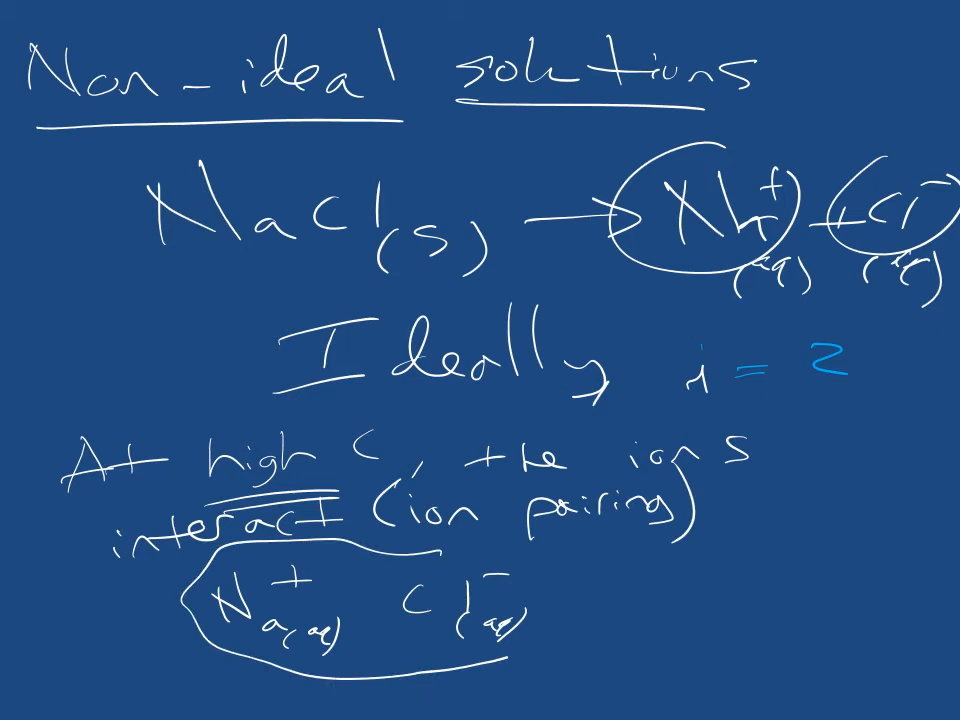 Non-ideal solutions
NaCl(s) → Na+(aq) + Cl-(aq)
Ideally i = 2
At high C, the ions
interact (ion pairing)
Na+(aq) Cl-(aq)